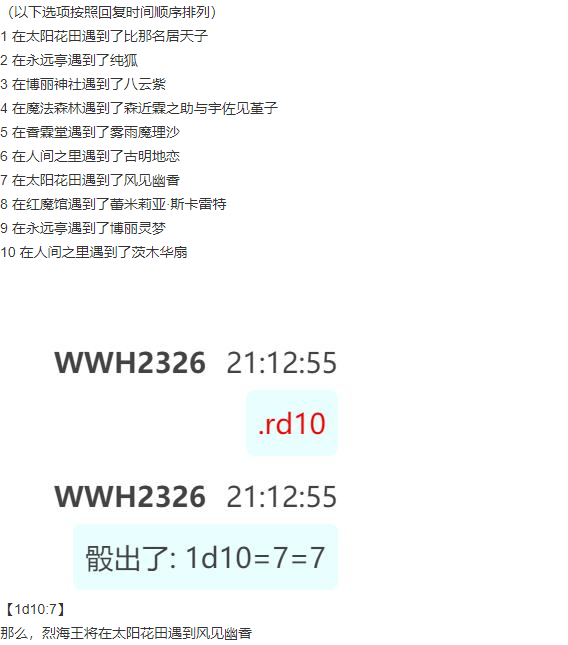 （以下选项按照回复时间顺序排列）
1 在太阳花田遇到了比那名居天子
2 在永远亭遇到了纯狐
3 在博丽神社遇到了八云紫
4 在魔法森林遇到了森近霖之助与宇佐见堇子
5 在香霖堂遇到了雾雨魔理沙
6 在人间之里遇到了古明地恋
7 在太阳花田遇到了风见幽香
8 在红魔馆遇到了蕾米莉亚·斯卡雷特
9 在永远亭遇到了博丽灵梦
10 在人间之里遇到了茨木华扇
WWH2326 21:12:55
.rd10
WWH2326 21:12:55
骰出了: 1d10=7=7
【1d10:7】
那么，烈海王将在太阳花田遇到风见幽香